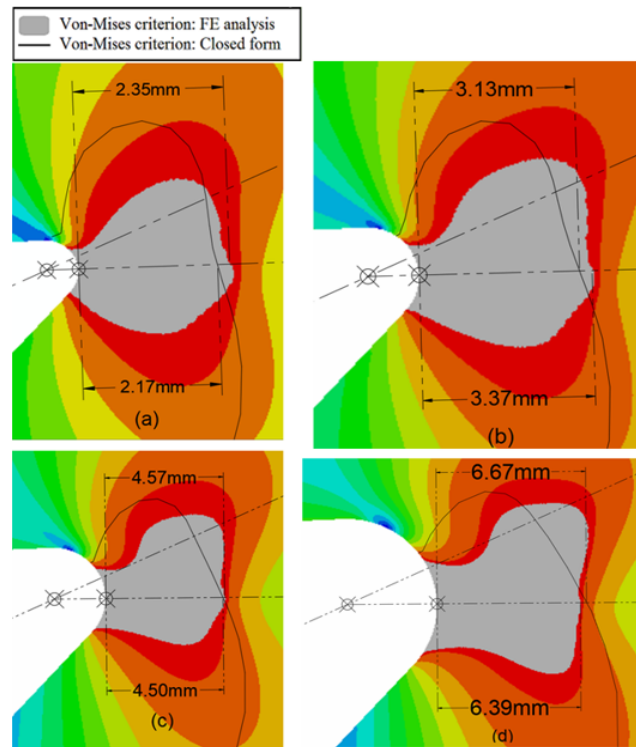 Von-Mises criterion: FE analysis
Von-Mises criterion: Closed form
2.35mm
3.13mm
2.17mm
(a)
3.37mm
(b)
4.57mm
6.67mm
4.50mm
(c)
6.39mm
(d)